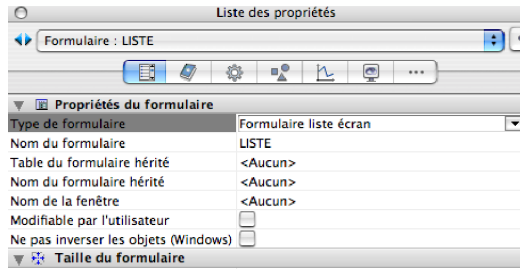 Liste des propriétés
Formulaire : LISTE
Propriétés du formulaire
Type de formulaire Formulaire liste écran
Nom du formulaire LISTE
Table du formulaire hérité <Aucun>
Nom du formulaire hérité <Aucun>
Nom de la fenêtre <Aucun>
Modifiable par l'utilisateur
Ne pas inverser les objets (Windows)
Taille du formulaire